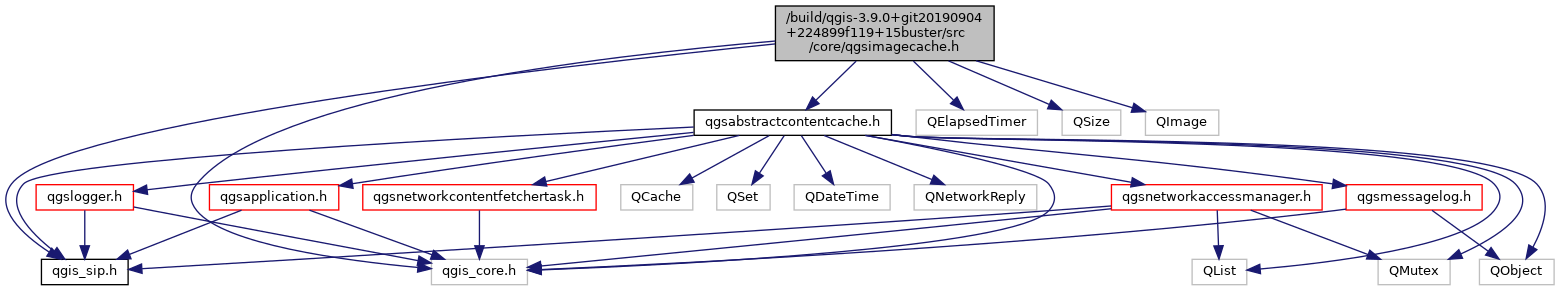 /build/qgis-3.9.0+git20190904
+224899f119+15buster/src
/core/qgsimagecache.h
qgsabstractcontentcache.h
QElapsedTimer
QSize
QImage
qgslogger.h
qgsapplication.h
qgsnetworkcontentfetchertask.h
QCache
QSet
QDateTime
QNetworkReply
qgsnetworkaccessmanager.h
qgsmessagelog.h
qgis_sip.h
qgis_core.h
QList
QMutex
QObject